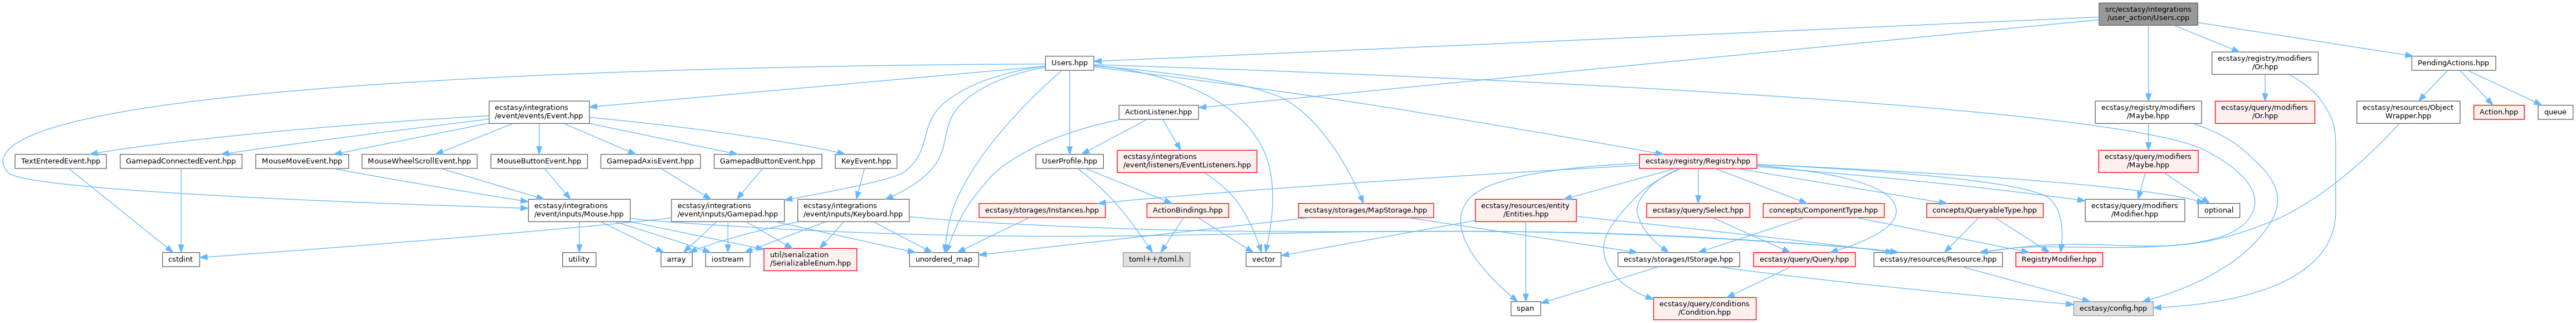 src/ecstasy/integrations
/user_action/Users.cpp
Users.hpp
ecstasy/registry/modifiers
/Or.hpp
PendingActions.hpp
ecstasy/integrations
/event/events/Event.hpp
ActionListener.hpp
ecstasy/registry/modifiers
/Maybe.hpp
ecstasy/query/modifiers
/Or.hpp
ecstasy/resources/Object
Wrapper.hpp
Action.hpp
queue
TextEnteredEvent.hpp
GamepadConnectedEvent.hpp
MouseMoveEvent.hpp
MouseWheelScrollEvent.hpp
MouseButtonEvent.hpp
GamepadAxisEvent.hpp
GamepadButtonEvent.hpp
KeyEvent.hpp
UserProfile.hpp
ecstasy/integrations
/event/listeners/EventListeners.hpp
ecstasy/registry/Registry.hpp
ecstasy/query/modifiers
/Maybe.hpp
ecstasy/integrations
/event/inputs/Mouse.hpp
ecstasy/integrations
/event/inputs/Gamepad.hpp
ecstasy/integrations
/event/inputs/Keyboard.hpp
ecstasy/storages/Instances.hpp
ActionBindings.hpp
ecstasy/storages/MapStorage.hpp
ecstasy/resources/entity
/Entities.hpp
ecstasy/query/Select.hpp
concepts/ComponentType.hpp
concepts/QueryableType.hpp
ecstasy/query/modifiers
/Modifier.hpp
optional
cstdint
utility
array
iostream
util/serialization
/SerializableEnum.hpp
unordered_map
toml++/toml.h
vector
ecstasy/storages/IStorage.hpp
ecstasy/query/Query.hpp
ecstasy/resources/Resource.hpp
RegistryModifier.hpp
span
ecstasy/query/conditions
/Condition.hpp
ecstasy/config.hpp